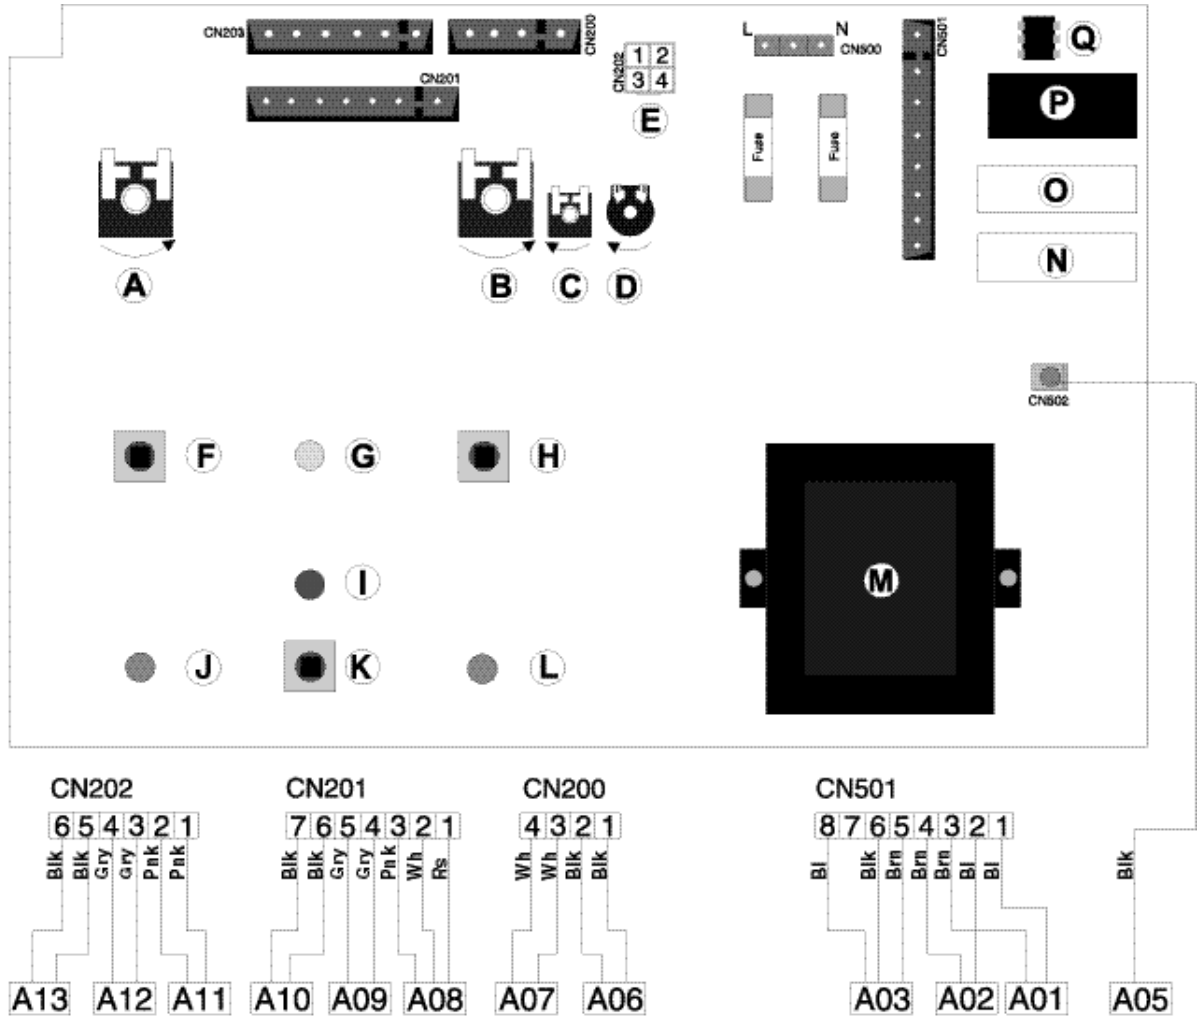 CN203
CN200
CN201
CN202
1 2
3 4
E
L N
CN500
CN501
Fuse Fuse
Q
P
O
N
A B C D
CN502
F G H
I
J K L
M
CN202 CN201 CN200 CN501
6 5 4 3 2 1 7 6 5 4 3 2 1 4 3 2 1 8 7 6 5 4 3 2 1
Blk Blk Gry Gry Pnk Pnk Blk Blk Gry Gry Pnk Wh Rs Wh Wh Blk Blk Bl Blk Brn Brn Brn Bl Bl Blk
A13 A12 A11 A10 A09 A08 A07 A06 A03 A02 A01 A05